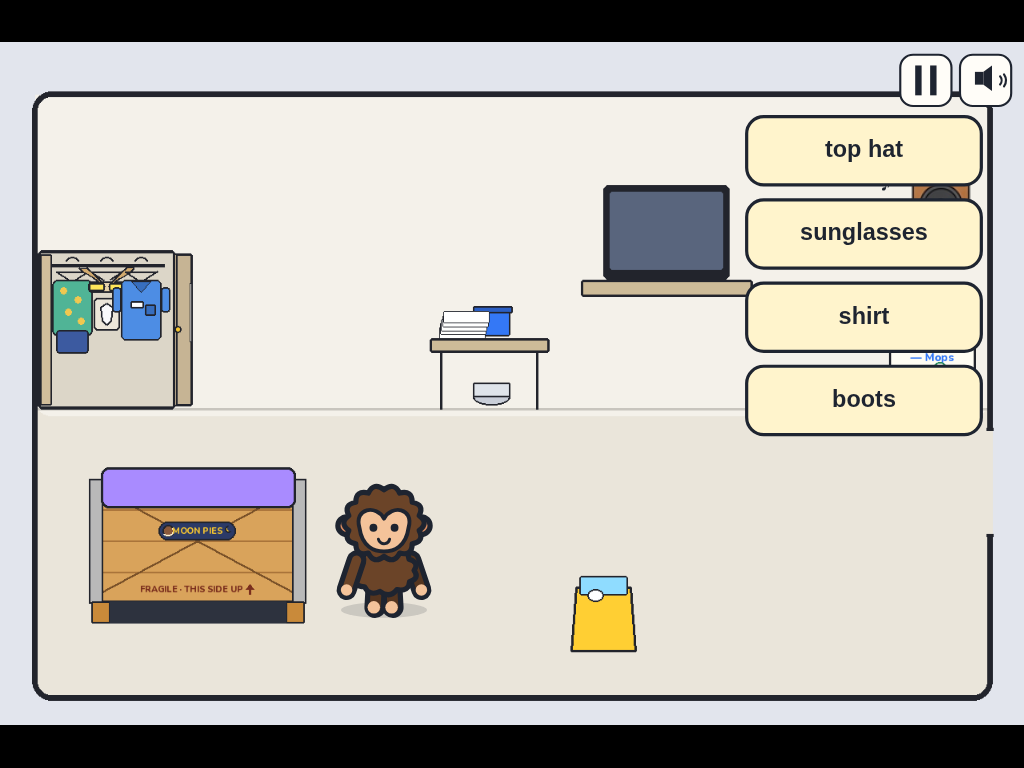 top hat
sunglasses
shirt
— Mops
boots
MOON PIES
FRAGILE · THIS SIDE UP